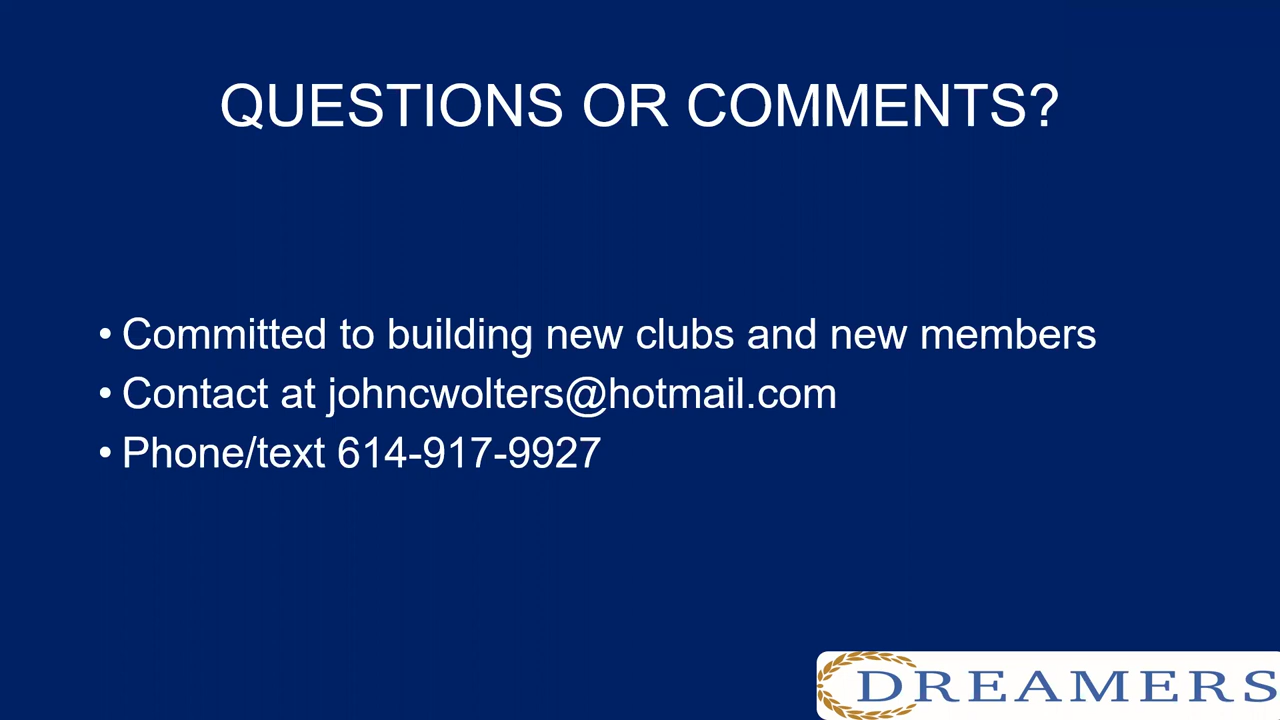 QUESTIONS OR COMMENTS?
• Committed to building new clubs and new members
• Contact at johncwolters@hotmail.com
• Phone/text 614-917-9927
DREAMERS